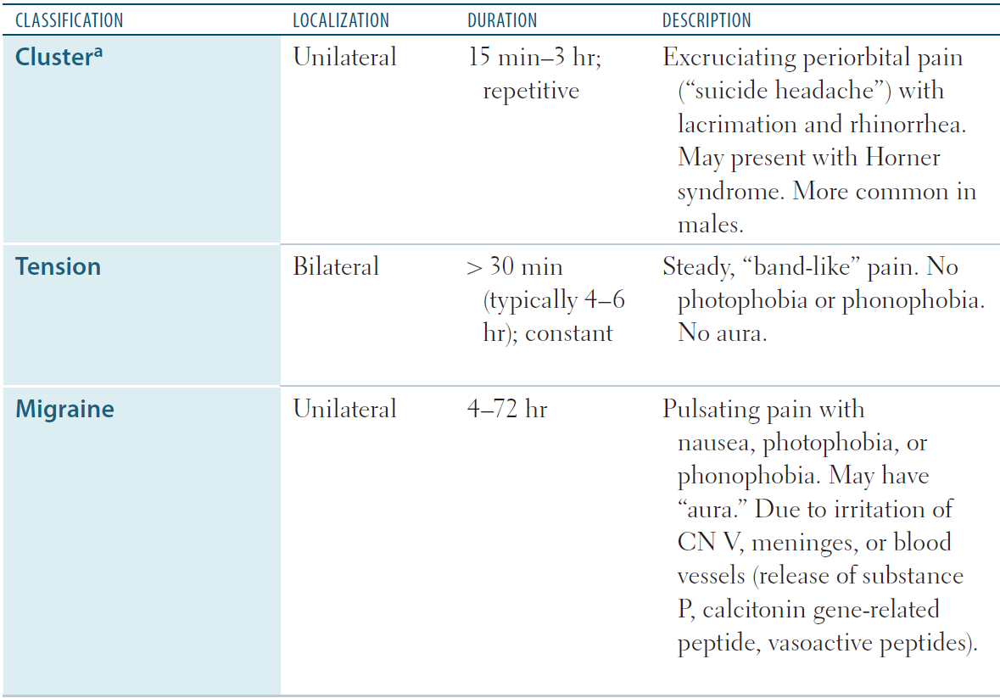 CLASSIFICATION LOCALIZATION DURATION DESCRIPTION
Clusterª Unilateral 15 min–3 hr; Excruciating periorbital pain
repetitive (“suicide headache”) with
lacrimation and rhinorrhea.
May present with Horner
syndrome. More common in
males.
Tension Bilateral > 30 min Steady, “band-like” pain. No
(typically 4–6 photophobia or phonophobia.
hr); constant No aura.
Migraine Unilateral 4–72 hr Pulsating pain with
nausea, photophobia, or
phonophobia. May have
“aura.” Due to irritation of
CN V, meninges, or blood
vessels (release of substance
P, calcitonin gene-related
peptide, vasoactive peptides).